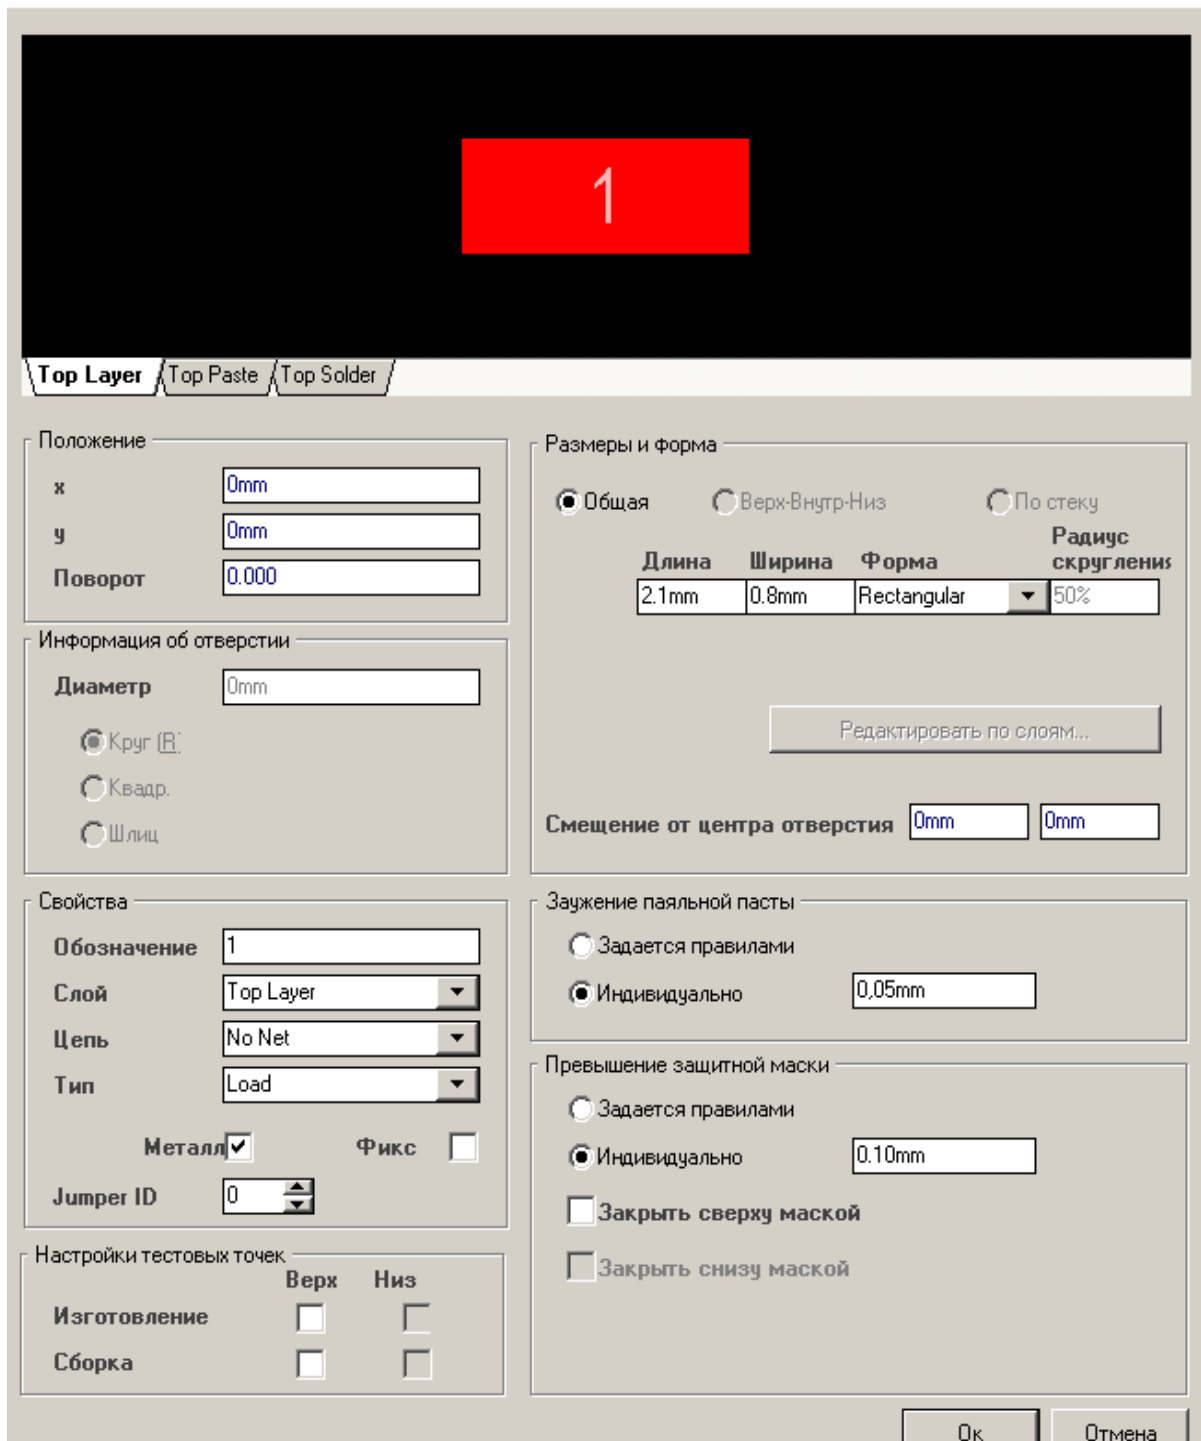 1
Top Layer Top Paste Top Solder
Положение
x 0mm
y 0mm
Поворот 0.000
Информация об отверстии
Диаметр 0mm
Круг (R)
Квадр.
Шлиц
Размеры и форма
Общая Верх-Внутр-Низ По стеку
Радиус
Длина Ширина Форма скругления
2.1mm 0.8mm Rectangular 50%
Редактировать по слоям...
Смещение от центра отверстия 0mm 0mm
Свойства
Обозначение 1
Слой Top Layer
Цепь No Net
Тип Load
Металл Фикс
Jumper ID 0
Заужение паяльной пасты
Задается правилами
Индивидуально 0,05mm
Превышение защитной маски
Задается правилами
Индивидуально 0.10mm
Закрыть сверху маской
Закрыть снизу маской
Настройки тестовых точек
Верх Низ
Изготовление
Сборка
Ок Отмена